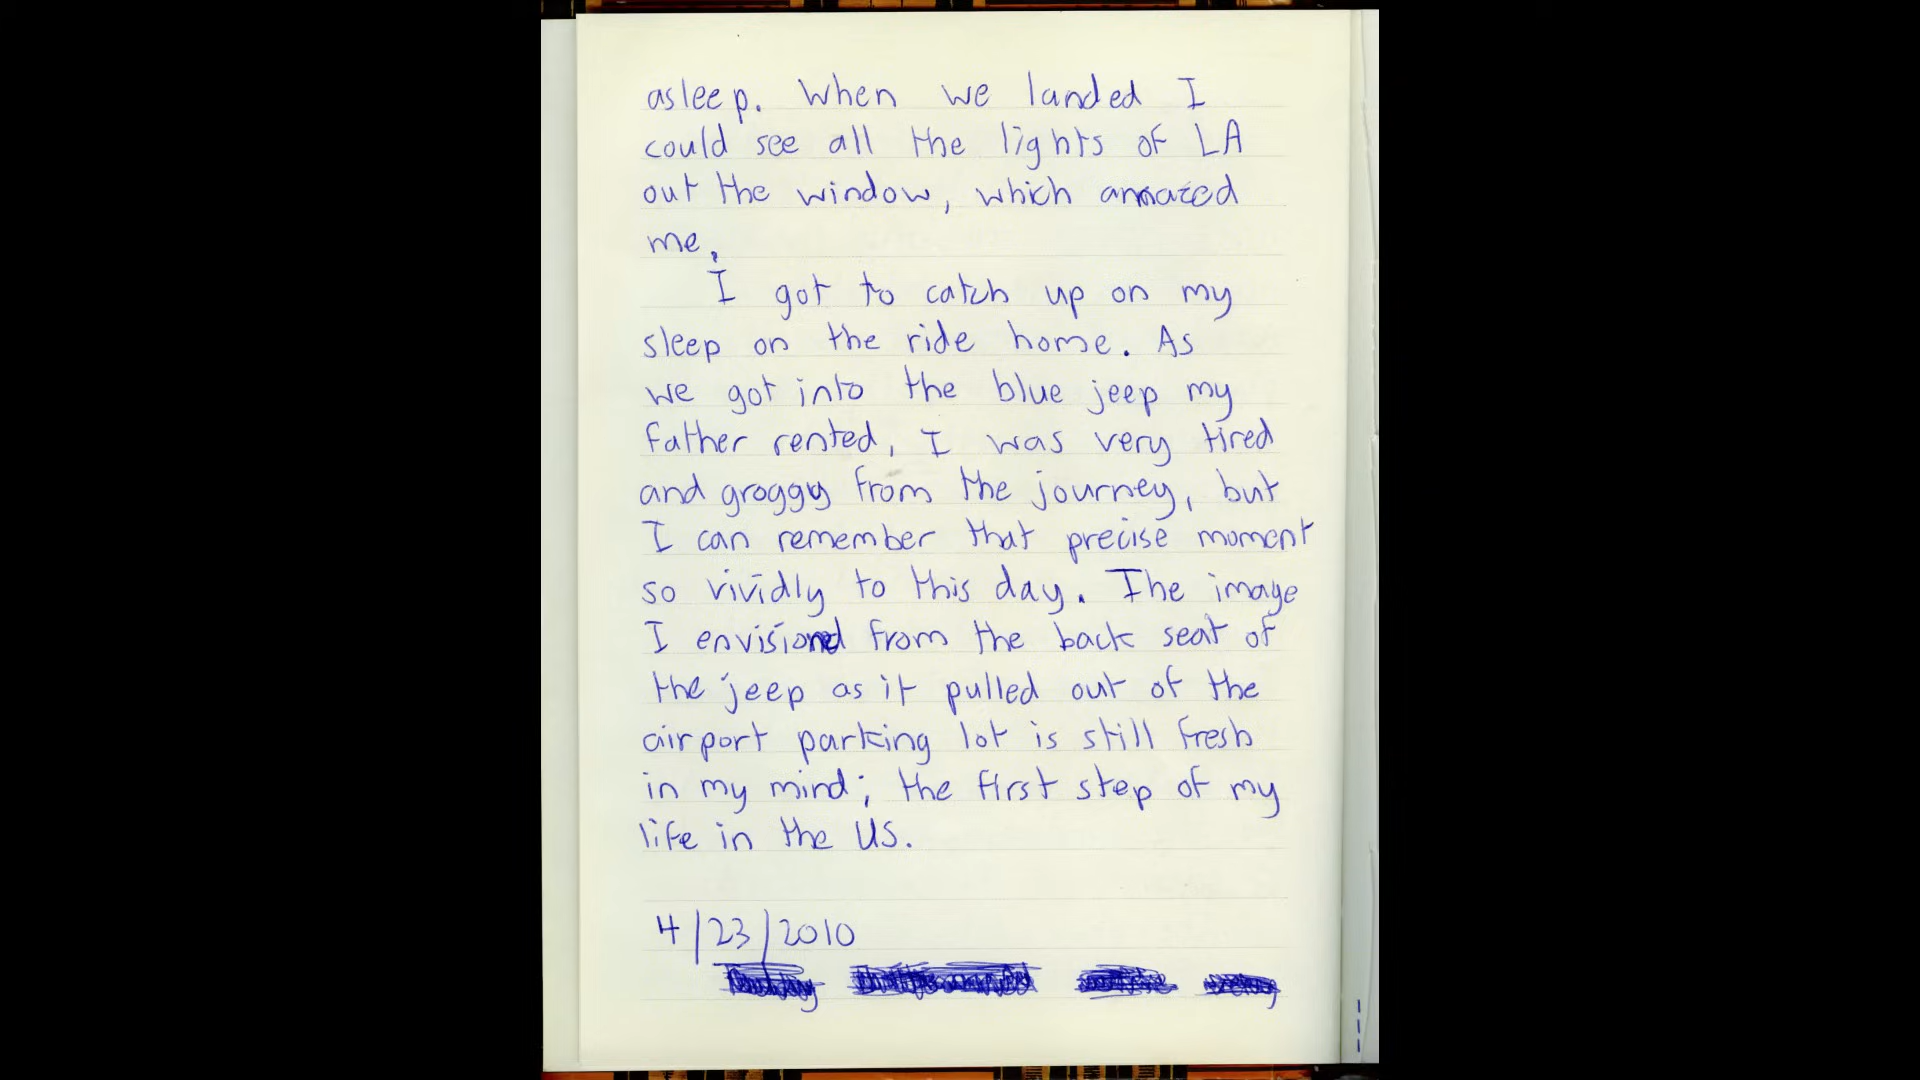 asleep. When we landed I
could see all the lights of LA
out the window, which amazed
me.
I got to catch up on my
sleep on the ride home. As
we got into the blue jeep my
father rented, I was very tired
and groggy from the journey, but
I can remember that precise moment
so vividly to this day. The image
I envisiond from the back seat of
the jeep as it pulled out of the
airport parking lot is still fresh
in my mind; the first step of my
life in the US.
4/23/2010